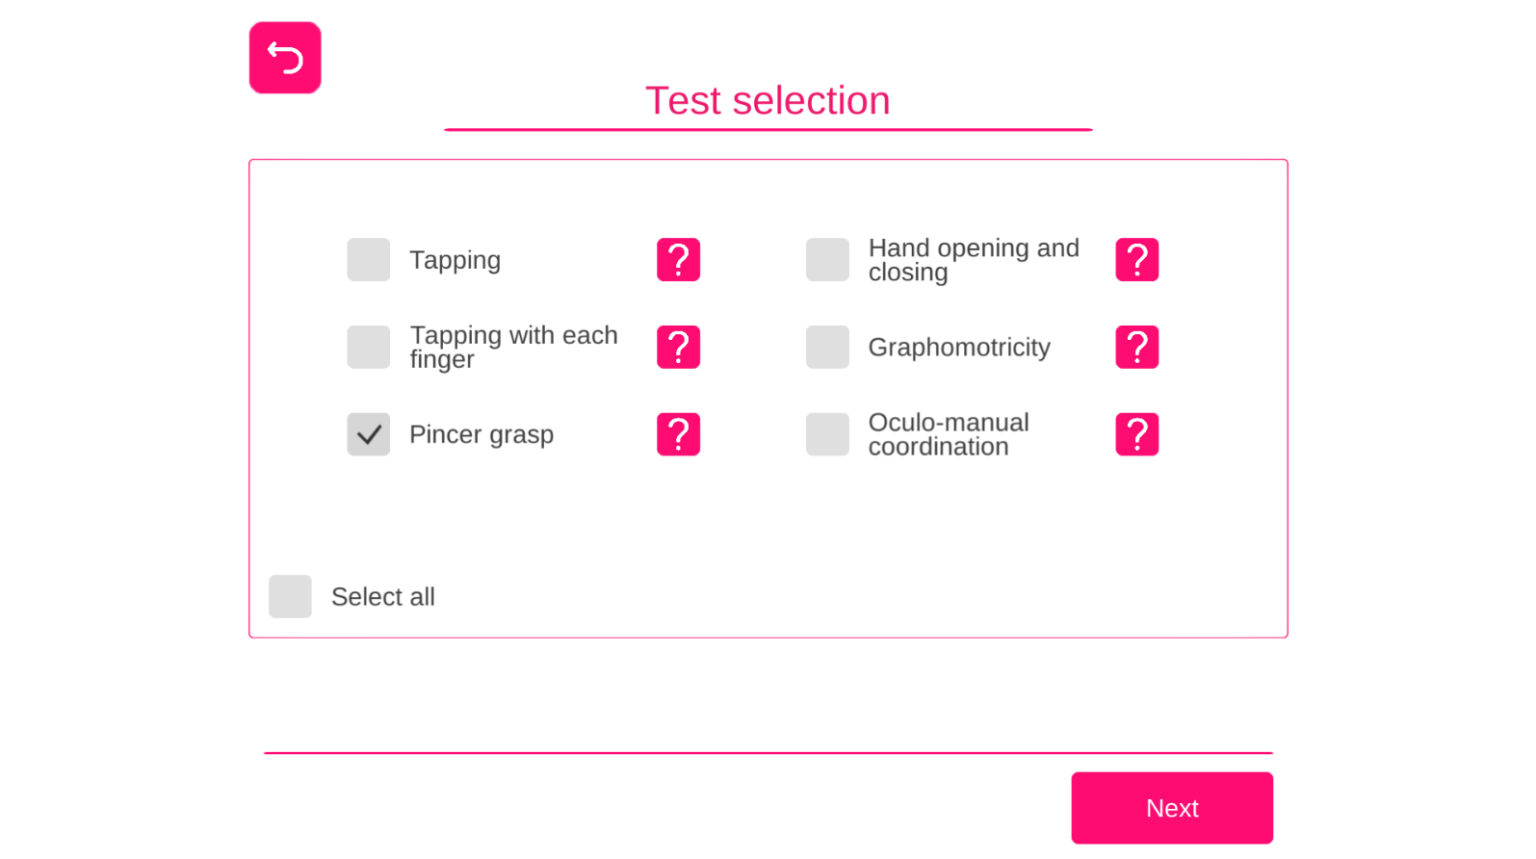 Test selection
Tapping
?
Hand opening and
closing
?
Tapping with each
finger
?
Graphomotricity
?
Pincer grasp
?
Oculo-manual
coordination
?
Select all
Next